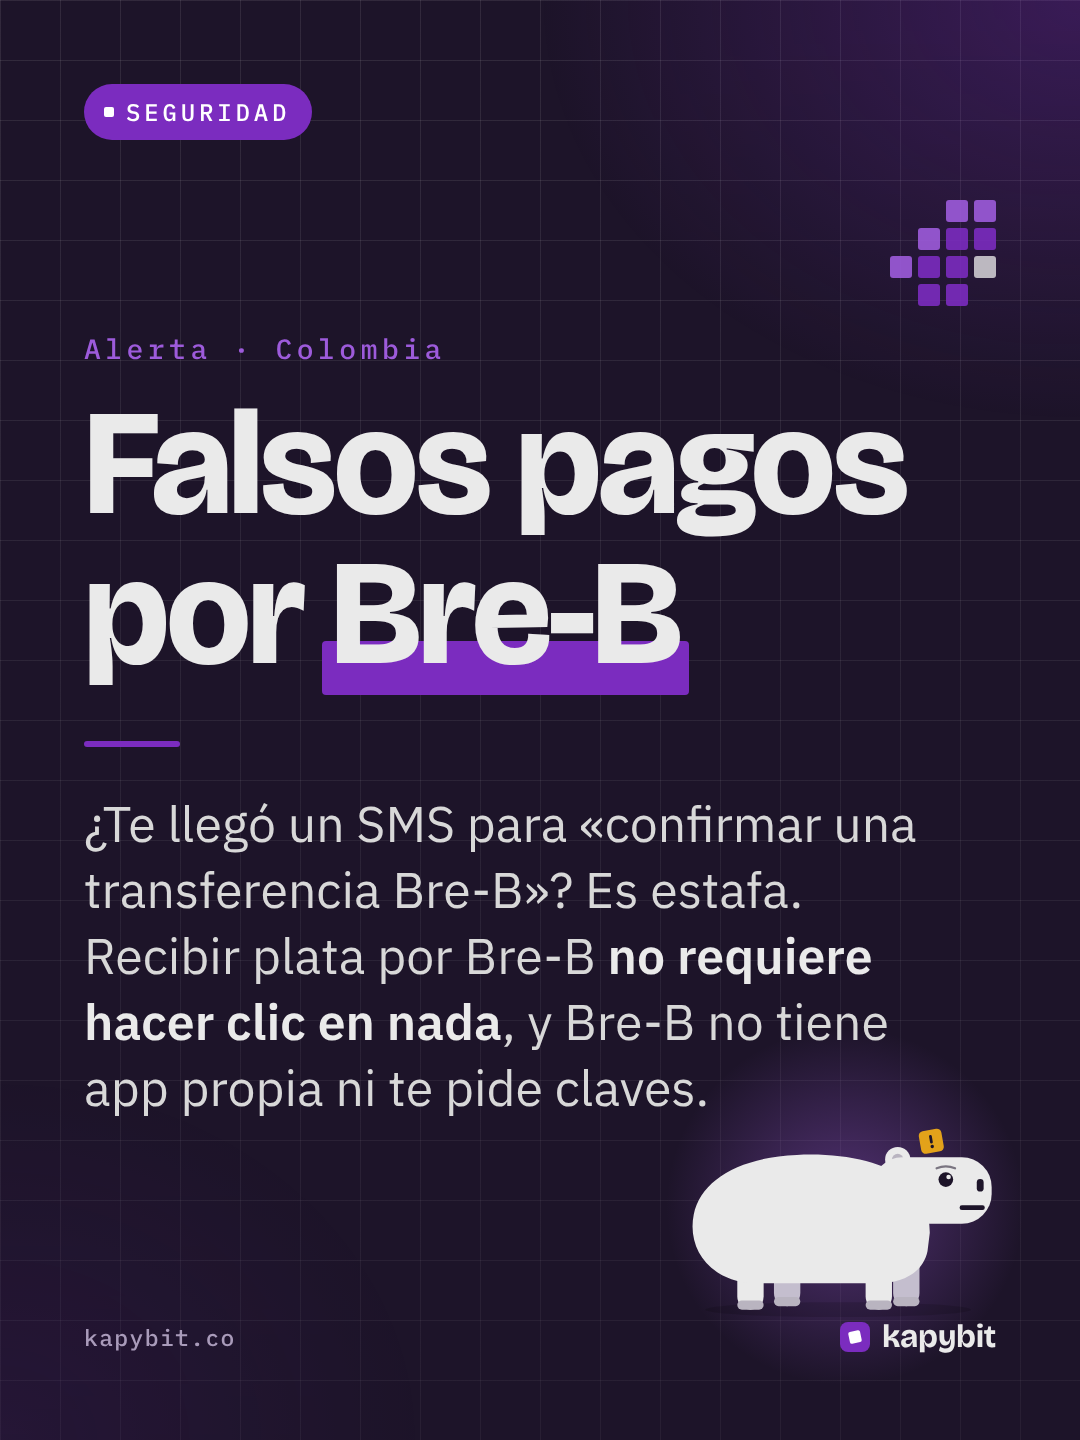 SEGURIDAD
Alerta · Colombia
Falsos pagos
por Bre-B
¿Te llegó un SMS para «confirmar una
transferencia Bre-B»? Es estafa.
Recibir plata por Bre-B no requiere
hacer clic en nada, y Bre-B no tiene
app propia ni te pide claves.
!
kapybit.co
kapybit